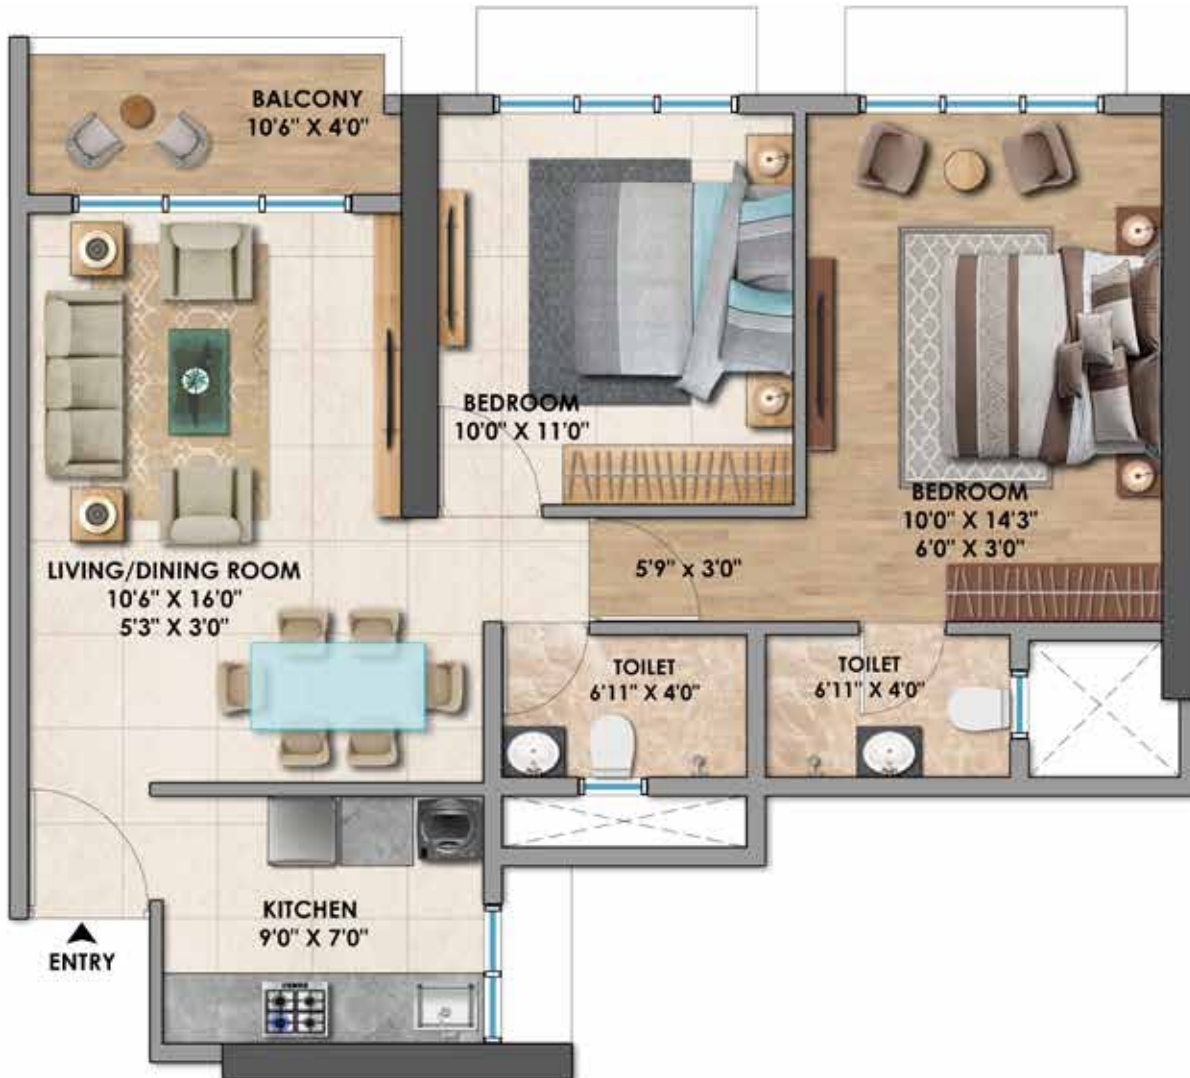 BALCONY
10'6" X 4'0"
BEDROOM
10'0" X 11'0"
BEDROOM
10'0" X 14'3"
6'0" X 3'0"
LIVING/DINING ROOM
10'6" X 16'0"
5'3" X 3'0"
5'9" x 3'0"
TOILET
6'11" X 4'0"
TOILET
6'11" X 4'0"
KITCHEN
9'0" X 7'0"
ENTRY